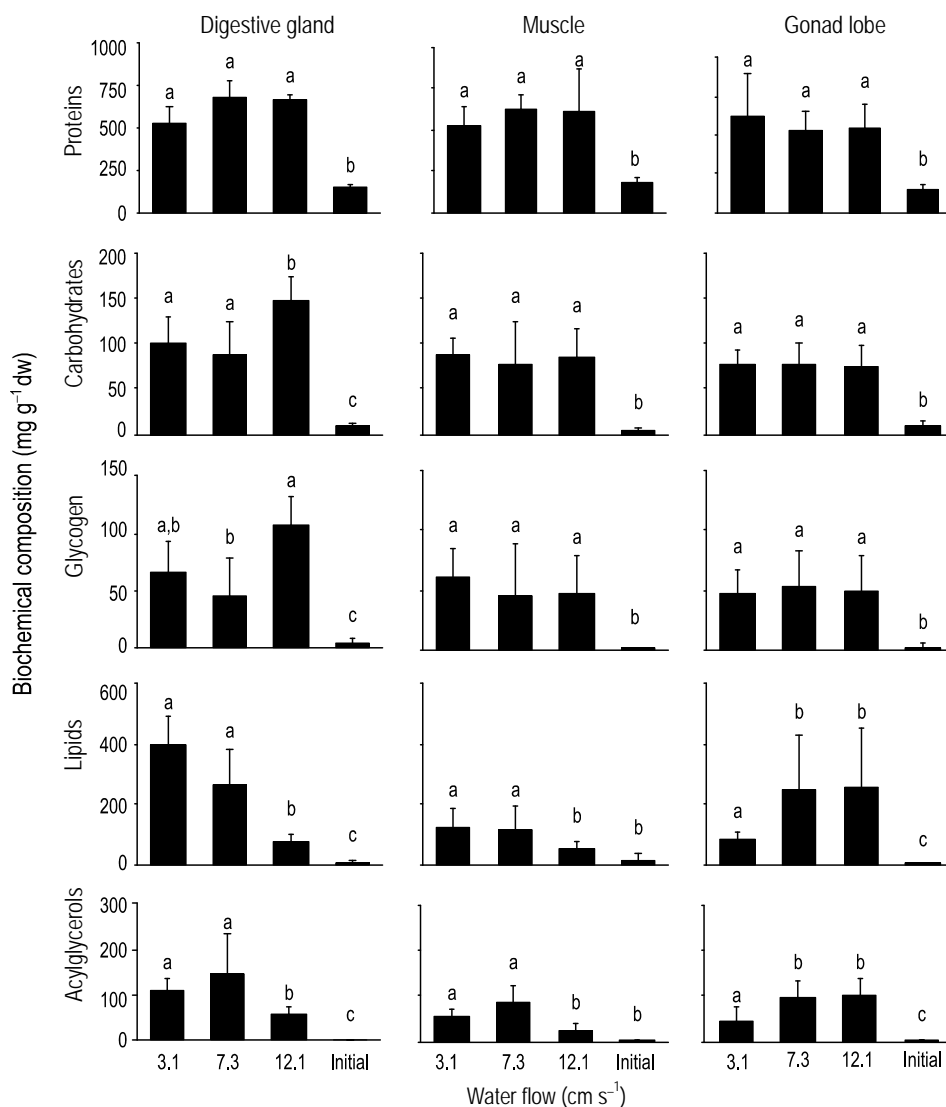 Digestive gland Muscle Gonad lobe
Biochemical composition (mg g⁻¹ dw)
Proteins
1000
750
500
250
0
a a a b
a a a b
a a a b
Carbohydrates
200
150
100
50
0
a a b c
a a a b
a a a b
Glycogen
150
100
50
0
a,b b a c
a a a b
a a a b
Lipids
600
400
200
0
a a b c
a a b b
a b b c
Acylglycerols
300
200
100
0
a a b c
a a b b
a b b c
3.1 7.3 12.1 Initial 3.1 7.3 12.1 Initial 3.1 7.3 12.1 Initial
Water flow (cm s⁻¹)